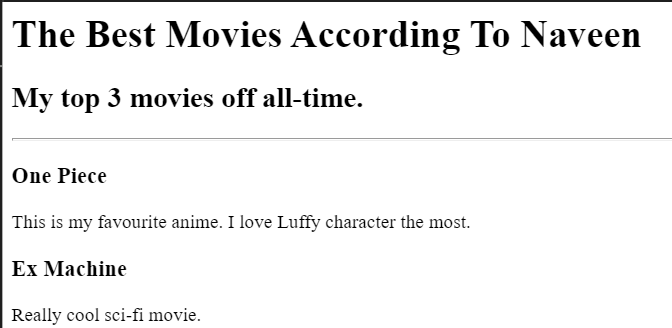 The Best Movies According To Naveen
My top 3 movies off all-time.
One Piece
This is my favourite anime. I love Luffy character the most.
Ex Machine
Really cool sci-fi movie.